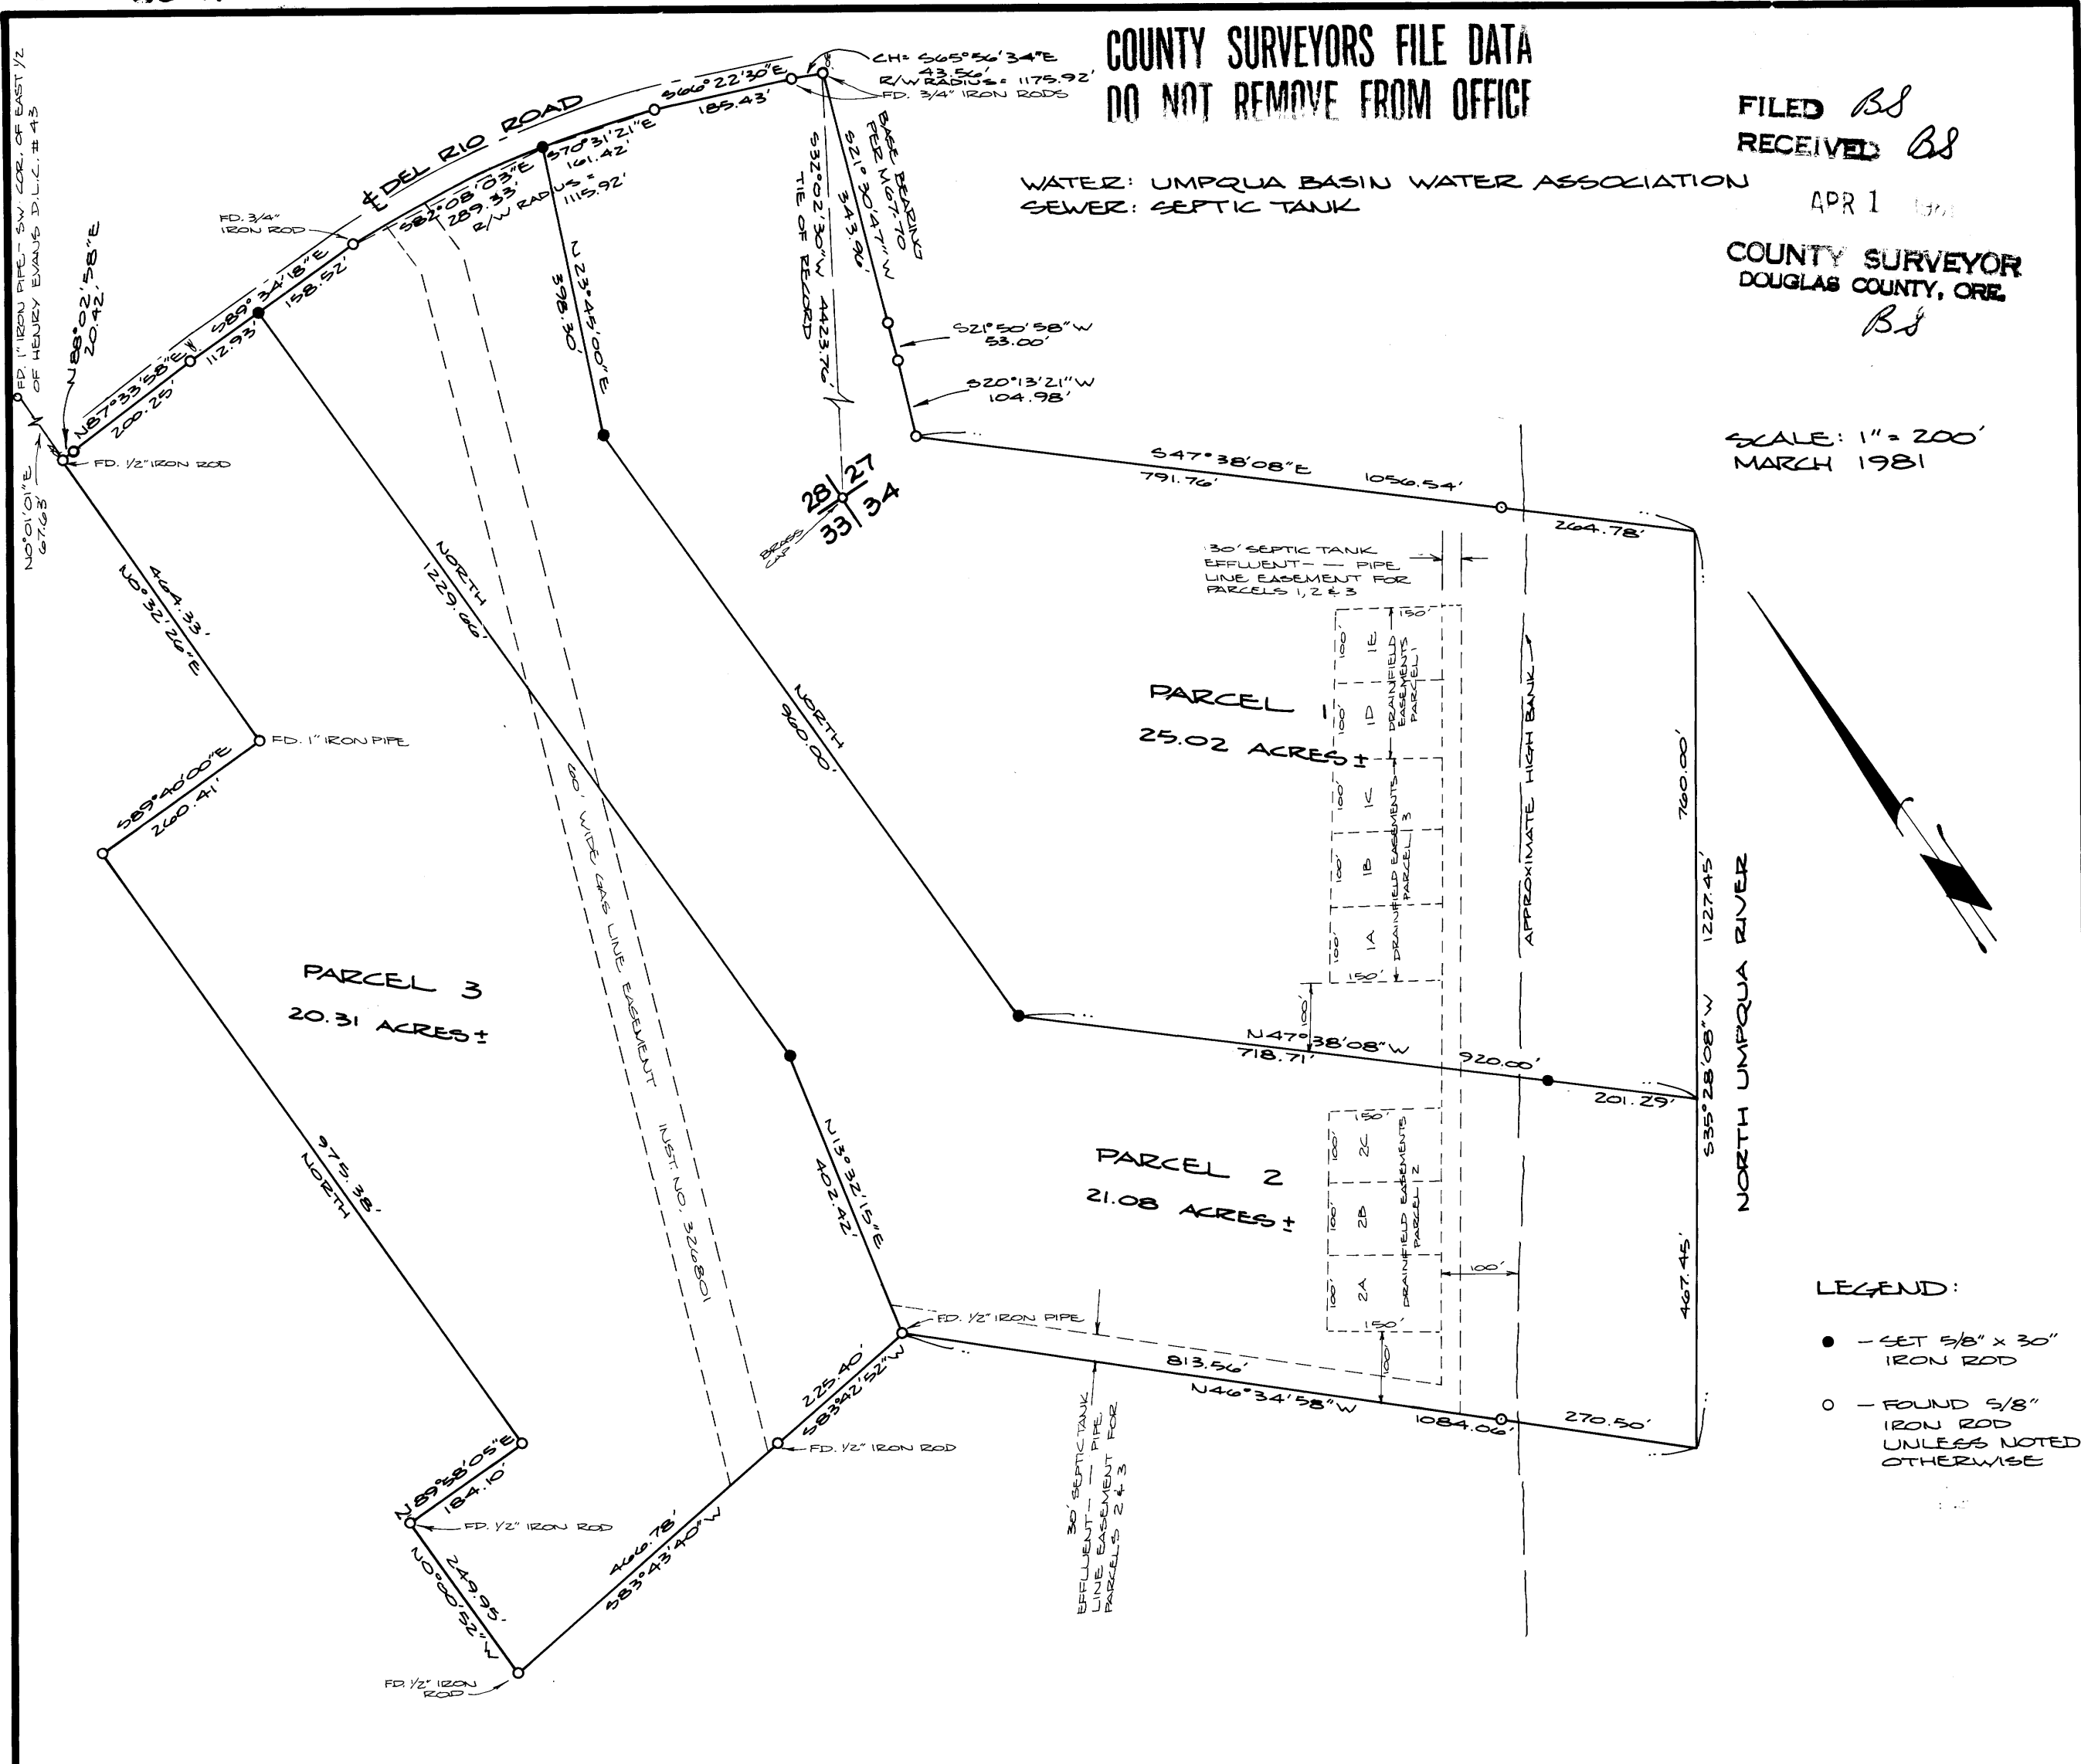 COUNTY SURVEYORS FILE DATA
DO NOT REMOVE FROM OFFICE
FILED BS
RECEIVED BS
APR 1
COUNTY SURVEYOR
DOUGLAS COUNTY, ORE.
BS
WATER: UMPQUA BASIN WATER ASSOCIATION
SEWER: SEPTIC TANK
SCALE: 1" = 200'
MARCH 1981
FD. 1" IRON PIPE - SW. COR. OF EAST 1/2
OF HENRY EVANS D.L.C. # 43
N88°02'58"E
20.42'
N0°01'01"E
67.63'
FD. 1/2" IRON ROD
N87°33'58"E
200.25'
S89°34'18"E
112.93'
158.52'
FD. 3/4"
IRON ROD
℄ DEL RIO ROAD
S82°08'03"E
289.33'
R/W RADIUS =
1115.92'
S70°31'21"E
161.42'
S66°22'30"E
185.43'
CH= S65°56'34"E
43.56'
R/W RADIUS = 1175.92'
FD. 3/4" IRON RODS
30'
BASE BEARING
PER M67-70
S21°30'47"W
343.96'
S32°02'30"W 4423.76'
TIE OF RECORD
S21°50'58"W
53.00'
S20°13'21"W
104.98'
28 27
33 34
BRASS
CAP
N23°45'00"E
398.30'
S47°38'08"E
791.76'
1056.54'
264.78'
30' SEPTIC TANK
EFFLUENT - PIPE
LINE EASEMENT FOR
PARCELS 1, 2 & 3
464.33'
N0°32'26"E
FD. 1" IRON PIPE
S89°40'00"E
260.41'
NORTH
1229.66'
NORTH
960.00'
PARCEL 1
25.02 ACRES ±
150'
100' 1E
100' 1D
DRAINFIELD
EASEMENTS
PARCEL 1
100' 1C
100' 1B
100' 1A
DRAINFIELD EASEMENTS
PARCEL 3
150'
100'
APPROXIMATE HIGH BANK
760.00'
1227.45'
S35°28'08"W
467.45'
NORTH UMPQUA RIVER
60' WIDE GAS LINE EASEMENT INST. NO. 326801
PARCEL 3
20.31 ACRES ±
975.38'
NORTH
N47°38'08"W
718.71'
920.00'
201.29'
N13°32'15"E
402.42'
PARCEL 2
21.08 ACRES ±
150'
100' 2C
100' 2B
100' 2A
DRAINFIELD EASEMENTS
PARCEL 2
150'
100'
100'
FD. 1/2" IRON PIPE
813.56'
N46°34'58"W
1084.06'
270.50'
225.40'
S83°42'52"W
FD. 1/2" IRON ROD
30' SEPTIC TANK
EFFLUENT - PIPE
LINE EASEMENT FOR
PARCELS 2 & 3
N89°58'05"E
184.10'
FD. 1/2" IRON ROD
249.95'
N0°00'52"W
466.78'
S83°43'40"W
FD. 1/2" IRON
ROD
LEGEND:
● - SET 5/8" x 30"
IRON ROD
○ - FOUND 5/8"
IRON ROD
UNLESS NOTED
OTHERWISE